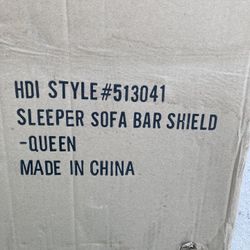 HDI STYLE#513041
SLEEPER SOFA BAR SHIELD
-QUEEN
MADE IN CHINA